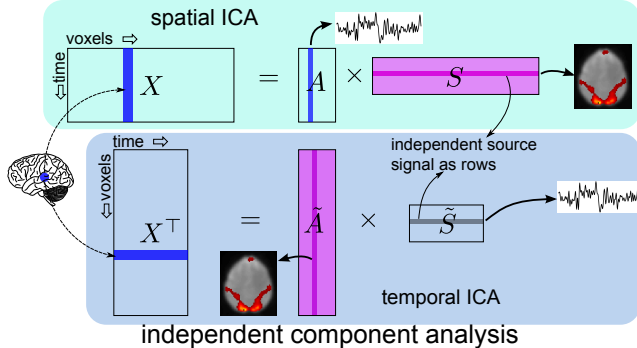 spatial ICA
voxels ⇨
⇦time
X = A × S
independent source
signal as rows
time ⇨
⇦voxels
X⊤ = Ã × S̃
temporal ICA
independent component analysis